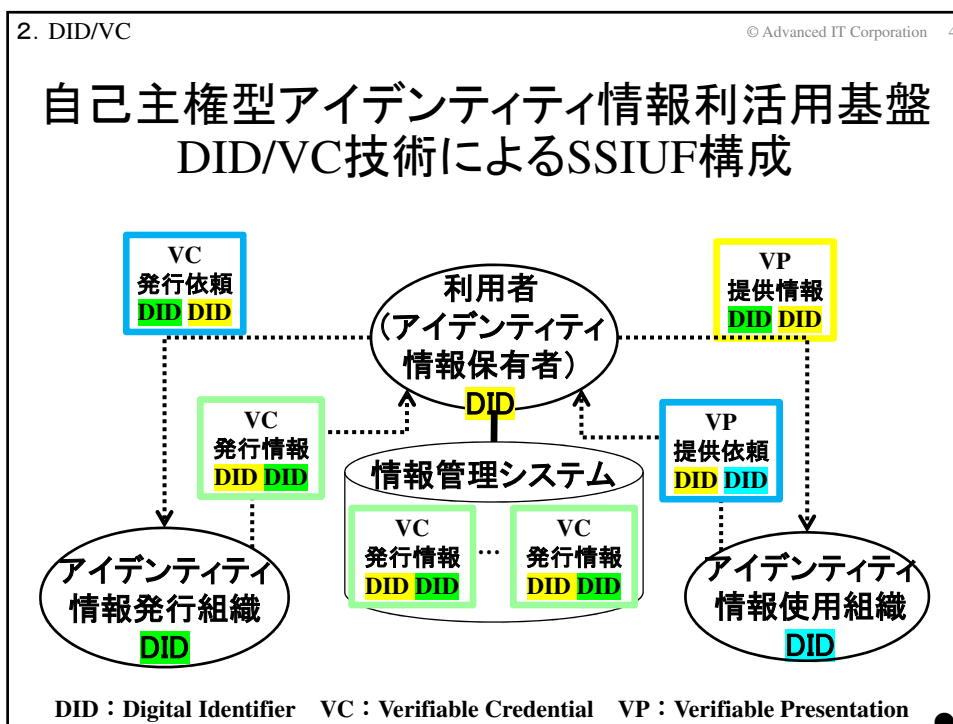 2. DID/VC
© Advanced IT Corporation 4
自己主権型アイデンティティ情報利活用基盤
DID/VC技術によるSSIUF構成
VC
発行依頼
DID DID
利用者
(アイデンティティ
情報保有者)
DID
VP
提供情報
DID DID
VC
発行情報
DID DID
VP
提供依頼
DID DID
情報管理システム
VC
発行情報
DID DID
…
VC
発行情報
DID DID
アイデンティティ
情報発行組織
DID
アイデンティティ
情報使用組織
DID
DID:Digital Identifier VC:Verifiable Credential VP:Verifiable Presentation